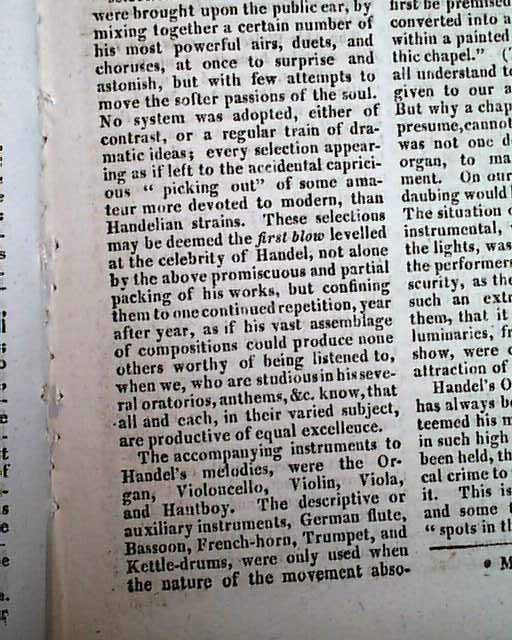 were brought upon the public ear, by
mixing together a certain number of
his most powerful airs, duets, and
choruses, at once to surprise and
astonish, but with few attempts to
move the softer passions of the soul.
No system was adopted, either of
contrast, or a regular train of dra-
matic ideas; every selection appear-
ing as if left to the accidental caprici-
ous “ picking out” of some ama-
teur more devoted to modern, than
Handelian strains. These selections
may be deemed the first blow levelled
at the celebrity of Handel, not alone
by the above promiscuous and partial
packing of his works, but confining
them to one continued repetition, year
after year, as if his vast assemblage
of compositions could produce none
others worthy of being listened to,
when we, who are studious in his seve-
ral oratorios, anthems, &c. know, that
all and each, in their varied subject,
are productive of equal excellence.
The accompanying instruments to
Handel's melodies, were the Or-
gan, Violoncello, Violin, Viola,
and Hautboy. The descriptive or
auxiliary instruments, German flute,
Bassoon, French-horn, Trumpet, and
Kettle-drums, were only used when
the nature of the movement abso-
first be premised
converted into a
within a painted
thic chapel.” (
all understand t
given to our a
But why a chap
presume, cannot
was not one d
organ, to ma
ment. On our
daubing would
The situation o
instrumental,
the lights, was
the performers
scurity, as the
such an extr
them, that it
luminaries, fr
show, were c
attraction of
Handel's O
has always be
teemed his m
in such high
been held, th
cal crime to
it. This is
and some t
“ spots in th
* M